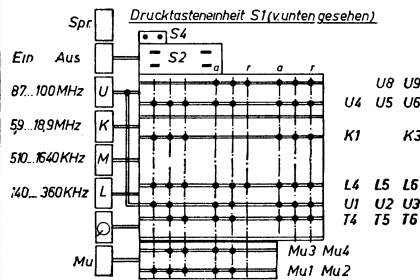 Spr. Drucktasteneinheit S1 (v.unten gesehen)
S4
Ein Aus S2
a r a r
U8 U9
87...100MHz U
U4 U5 U6
5,9...18,9MHz K
K1 K3
510...1640KHz M
140...360KHz L
L4 L5 L6
U1 U2 U3
T4 T5 T6
Mu3 Mu4
Mu
Mu1 Mu2